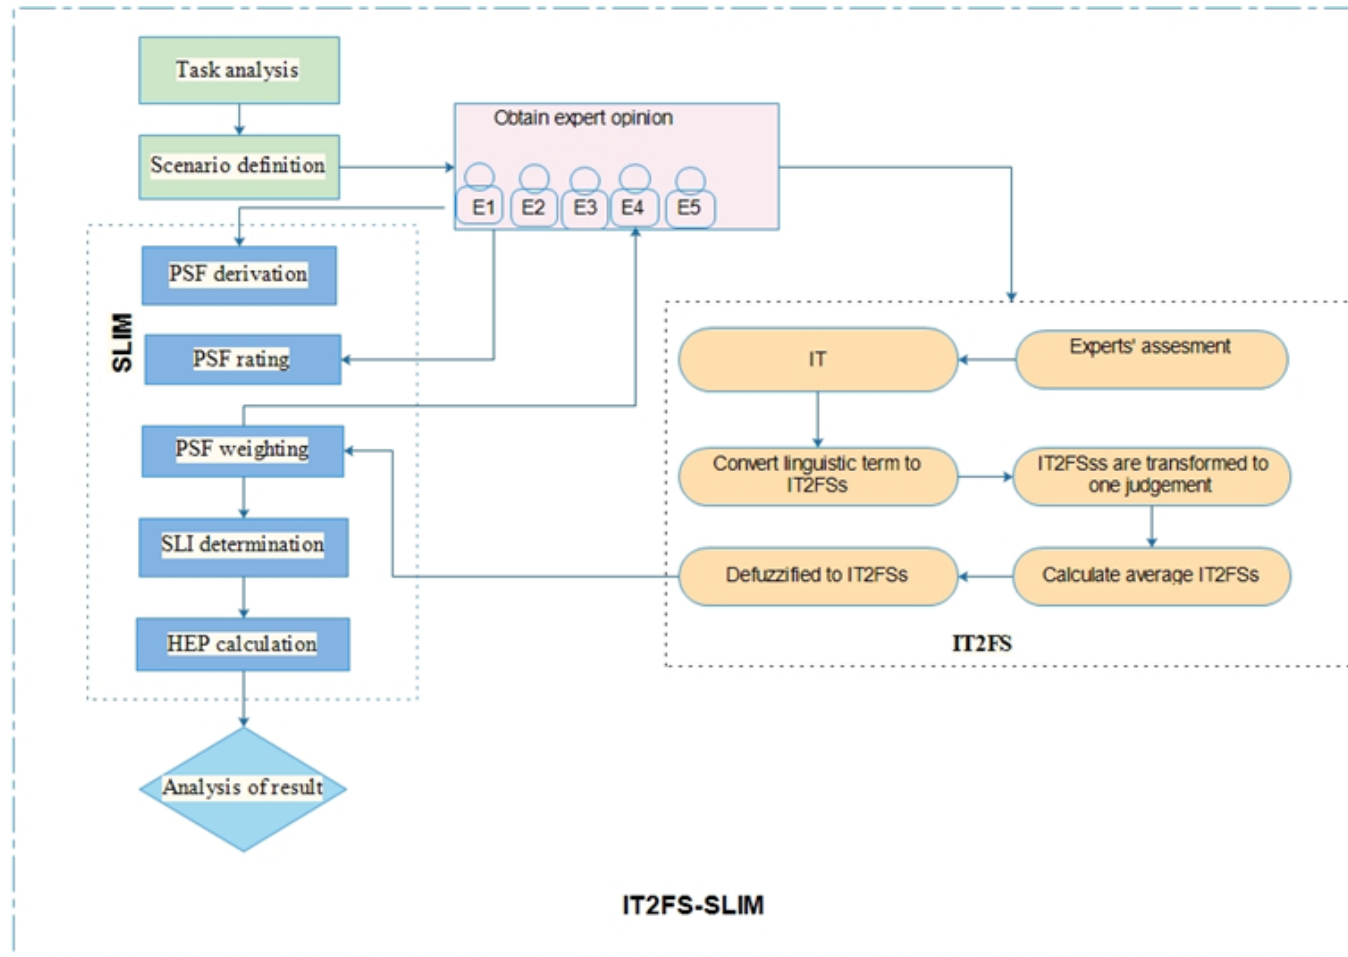 Task analysis
Obtain expert opinion
Scenario definition
E1
E2
E3
E4
E5
PSF derivation
SLIM
PSF rating
IT
Experts' assesment
PSF weighting
Convert linguistic term to
IT2FSs
IT2FSss are transformed to
one judgement
SLI determination
Defuzzified to IT2FSs
Calculate average IT2FSs
HEP calculation
IT2FS
Analysis of result
IT2FS-SLIM